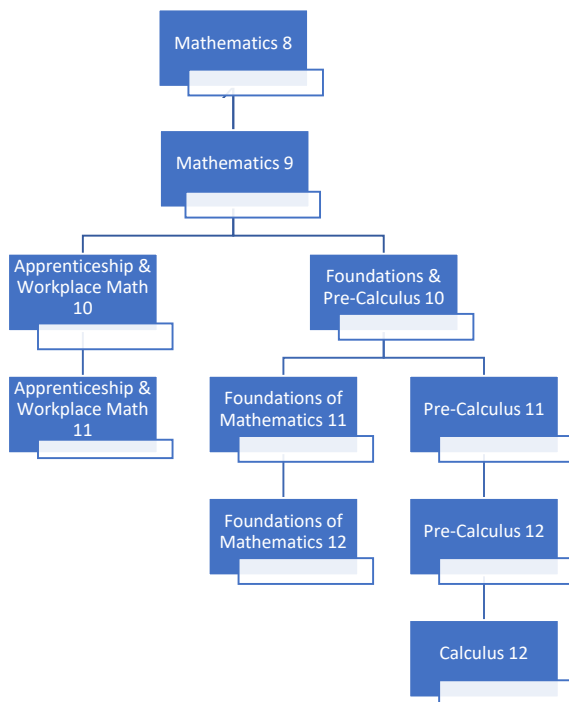 Mathematics 8
Mathematics 9
Apprenticeship &
Workplace Math
10
Foundations &
Pre-Calculus 10
Apprenticeship &
Workplace Math
11
Foundations of
Mathematics 11
Pre-Calculus 11
Foundations of
Mathematics 12
Pre-Calculus 12
Calculus 12